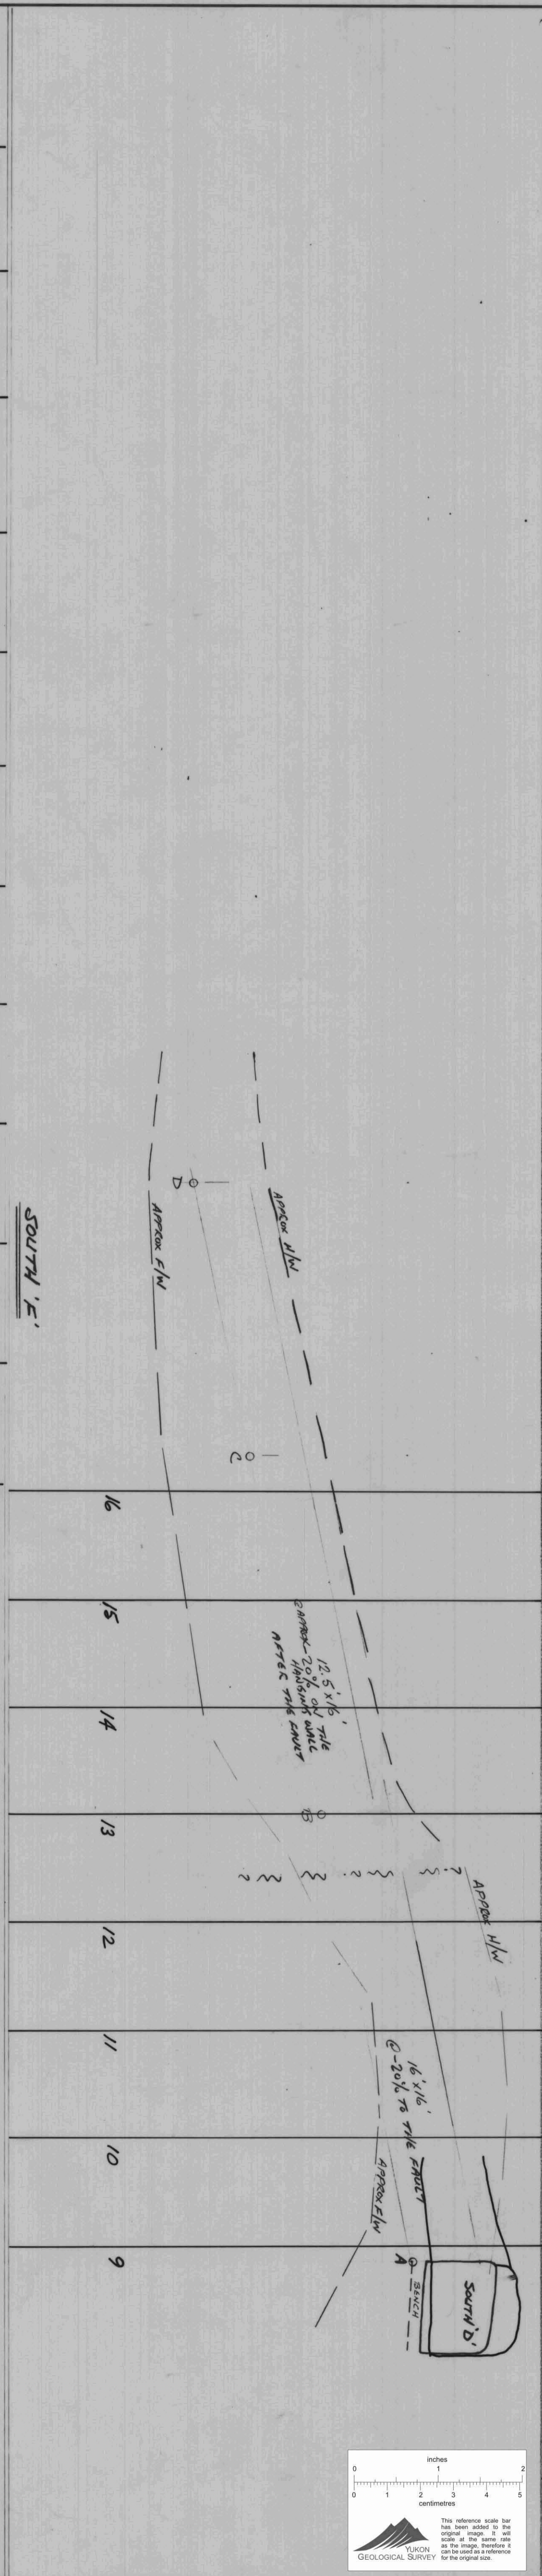 SOUTH 'E'
D
APPROX F/W
APPROX H/W
C
16
15
14
13
12
11
10
9
12.5' x 16'
@ APPROX -20% ON THE
HANGING WALL
AFTER THE FAULT
B
? ?
APPROX H/W
16' x 16'
@ -20% TO THE FAULT
APPROX F/W
A
BENCH
SOUTH 'D'
inches
0 1 2
0 1 2 3 4 5
centimetres
YUKON
GEOLOGICAL SURVEY
This reference scale bar
has been added to the
original image. It will
scale at the same rate
as the image, therefore it
can be used as a reference
for the original size.